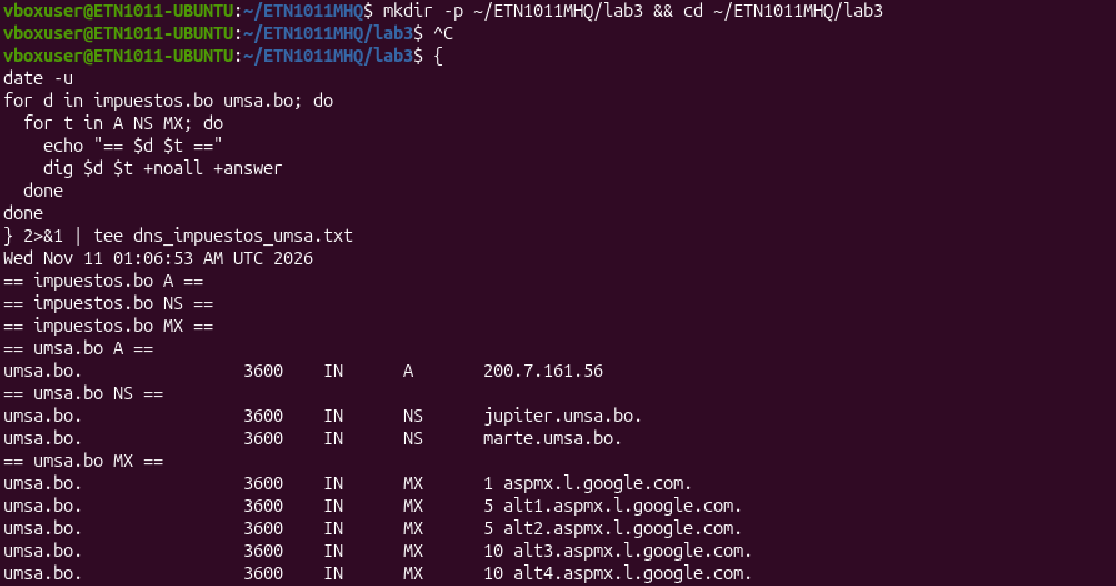 vboxuser@ETN1011-UBUNTU:~/ETN1011MHQ$ mkdir -p ~/ETN1011MHQ/lab3 && cd ~/ETN1011MHQ/lab3
vboxuser@ETN1011-UBUNTU:~/ETN1011MHQ/lab3$ ^C
vboxuser@ETN1011-UBUNTU:~/ETN1011MHQ/lab3$ {
date -u
for d in impuestos.bo umsa.bo; do
  for t in A NS MX; do
    echo "== $d $t =="
    dig $d $t +noall +answer
  done
done
} 2>&1 | tee dns_impuestos_umsa.txt
Wed Nov 11 01:06:53 AM UTC 2026
== impuestos.bo A ==
== impuestos.bo NS ==
== impuestos.bo MX ==
== umsa.bo A ==
umsa.bo.                3600    IN      A       200.7.161.56
== umsa.bo NS ==
umsa.bo.                3600    IN      NS      jupiter.umsa.bo.
umsa.bo.                3600    IN      NS      marte.umsa.bo.
== umsa.bo MX ==
umsa.bo.                3600    IN      MX      1 aspmx.l.google.com.
umsa.bo.                3600    IN      MX      5 alt1.aspmx.l.google.com.
umsa.bo.                3600    IN      MX      5 alt2.aspmx.l.google.com.
umsa.bo.                3600    IN      MX      10 alt3.aspmx.l.google.com.
umsa.bo.                3600    IN      MX      10 alt4.aspmx.l.google.com.